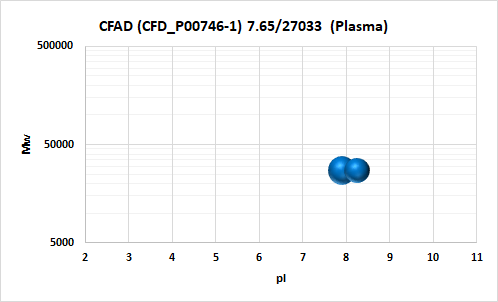 CFAD (CFD_P00746-1) 7.65/27033  (Plasma)
500000
50000
5000
Mw
2 3 4 5 6 7 8 9 10 11
pI